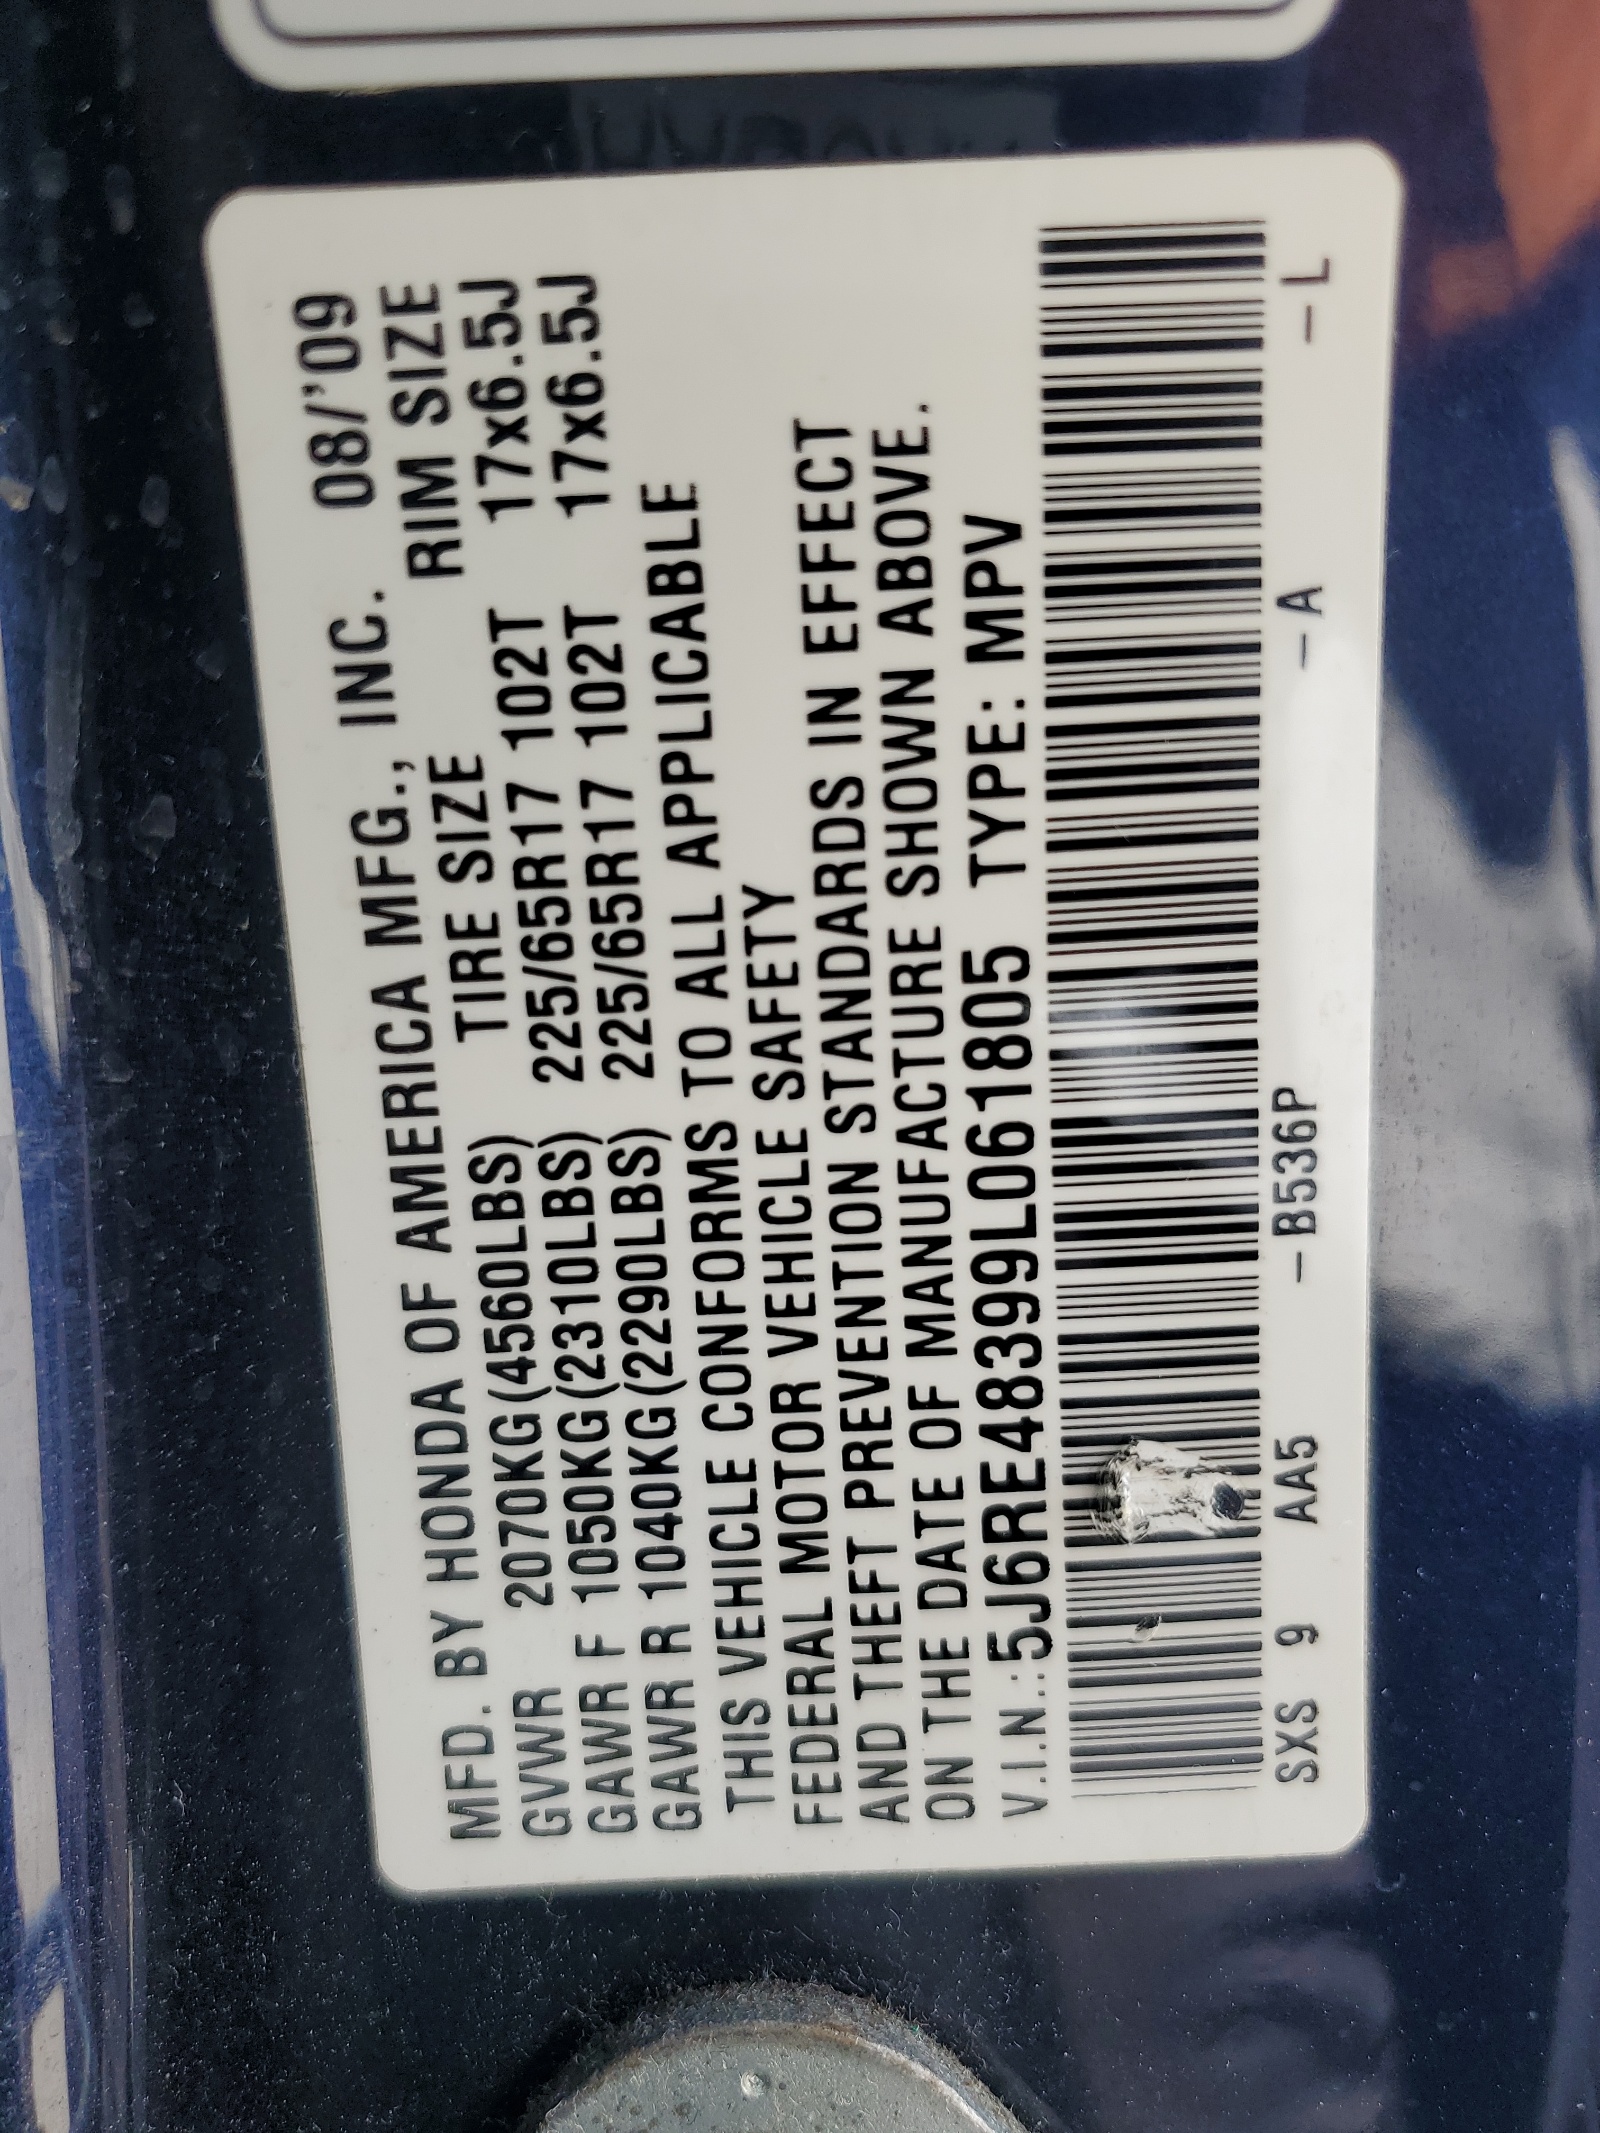 MFD. BY HONDA OF AMERICA MFG., INC. 08/'09
TIRE SIZE RIM SIZE
GVWR 2070KG(4560LBS)
GAWR F 1050KG(2310LBS) 225/65R17 102T 17x6.5J
GAWR R 1040KG(2290LBS) 225/65R17 102T 17x6.5J
THIS VEHICLE CONFORMS TO ALL APPLICABLE
FEDERAL MOTOR VEHICLE SAFETY
AND THEFT PREVENTION STANDARDS IN EFFECT
ON THE DATE OF MANUFACTURE SHOWN ABOVE.
V.I.N.:5J6RE48399L061805 TYPE: MPV
SXS 9 AA5 -B536P -A -L